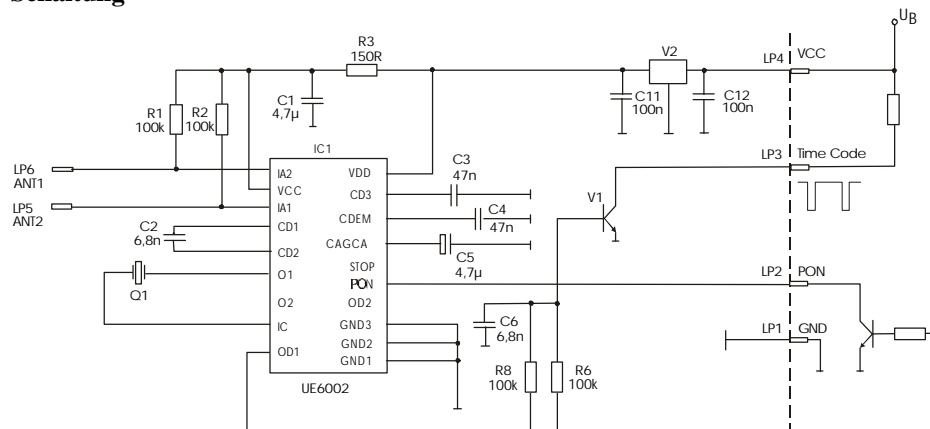 Schaltung
U_B
R3
150R
V2
LP4
VCC
C1
4,7µ
C11
100n
C12
100n
R1
100k
R2
100k
IC1
LP6
ANT1
LP5
ANT2
IA2
VCC
IA1
CD1
CD2
O1
O2
IC
OD1
VDD
CD3
CDEM
CAGCA
STOP
PON
OD2
GND3
GND2
GND1
UE6002
C3
47n
C4
47n
C5
4,7µ
C2
6,8n
Q1
V1
LP3
Time Code
LP2
PON
LP1
GND
C6
6,8n
R8
100k
R6
100k